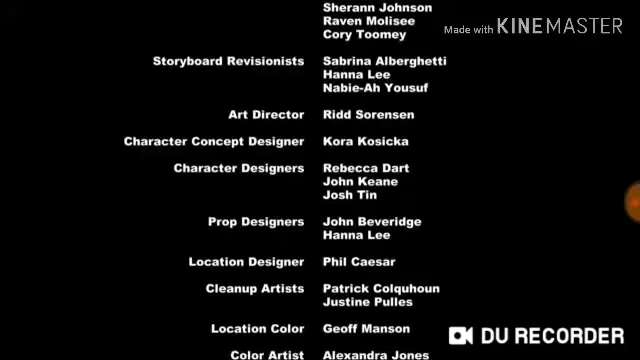 Sherann Johnson
Raven Molisee
Cory Toomey
Made with KINEMASTER
Storyboard Revisionists Sabrina Alberghetti
Hanna Lee
Nabie-Ah Yousuf
Art Director Ridd Sorensen
Character Concept Designer Kora Kosicka
Character Designers Rebecca Dart
John Keane
Josh Tin
Prop Designers John Beveridge
Hanna Lee
Location Designer Phil Caesar
Cleanup Artists Patrick Colquhoun
Justine Pulles
Location Color Geoff Manson
DU RECORDER
Color Artist Alexandra Jones